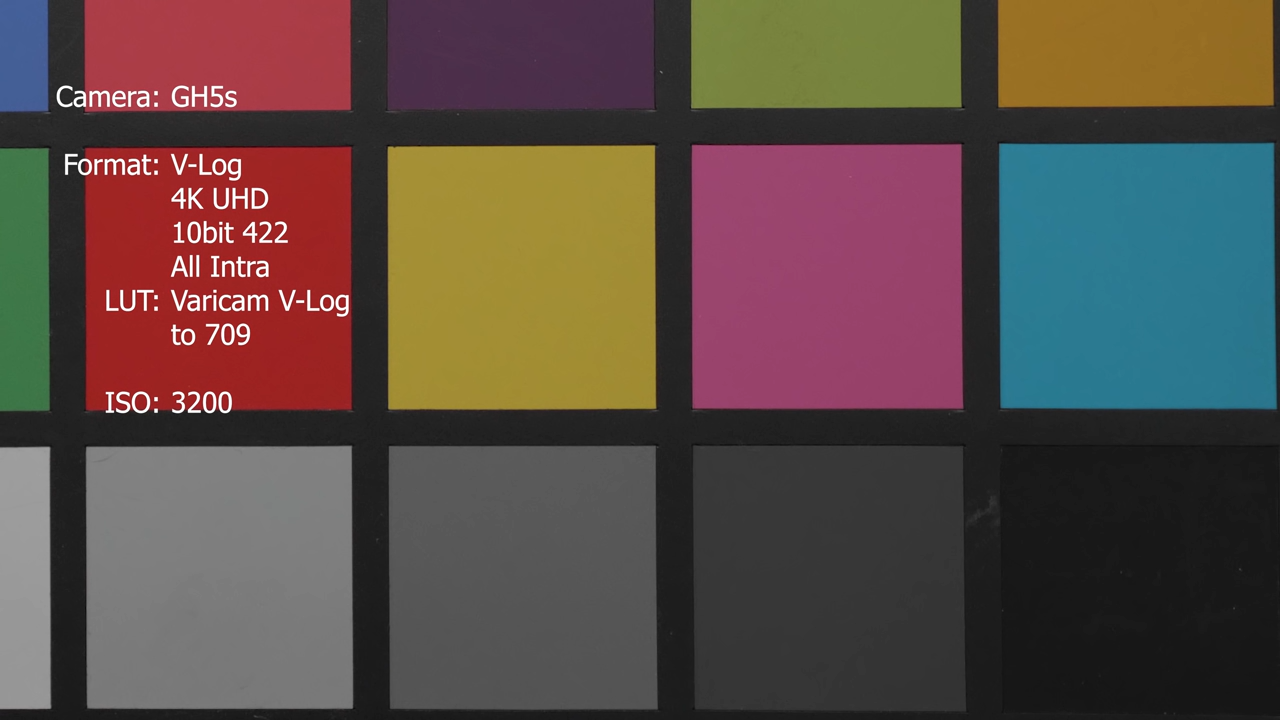 Camera: GH5s
Format: V-Log
4K UHD
10bit 422
All Intra
LUT: Varicam V-Log
to 709
ISO: 3200